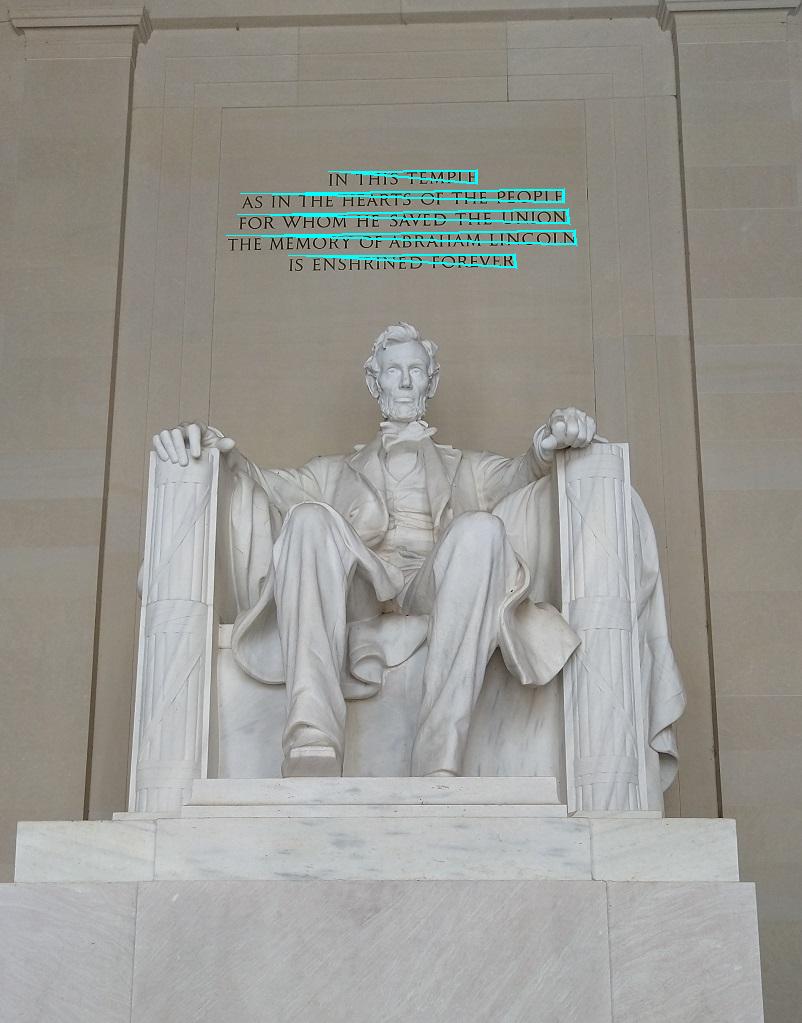 IN THIS TEMPLE
AS IN THE HEARTS OF THE PEOPLE
FOR WHOM HE SAVED THE UNION
THE MEMORY OF ABRAHAM LINCOLN
IS ENSHRINED FOREVER